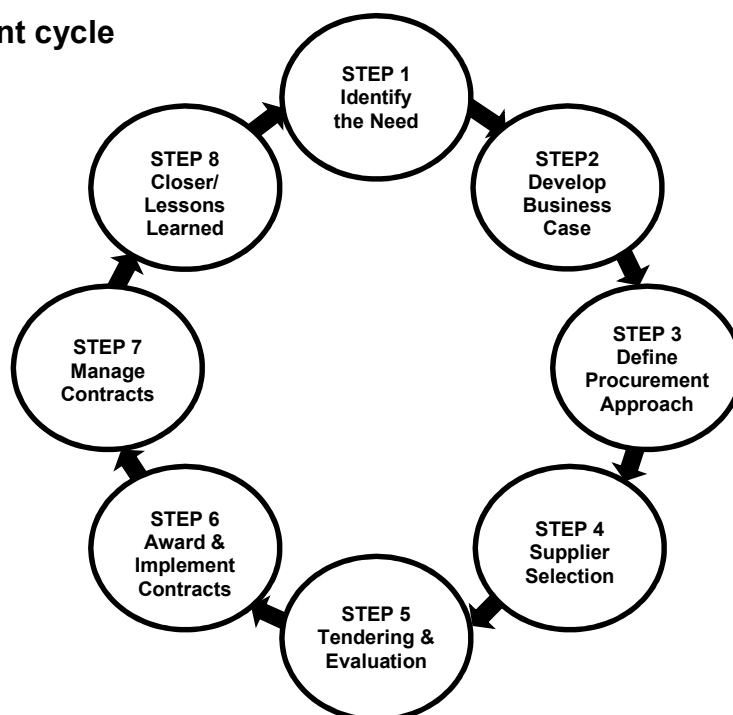 nt cycle
STEP 1
Identify
the Need
STEP2
Develop
Business
Case
STEP 3
Define
Procurement
Approach
STEP 4
Supplier
Selection
STEP 5
Tendering &
Evaluation
STEP 6
Award &
Implement
Contracts
STEP 7
Manage
Contracts
STEP 8
Closer/
Lessons
Learned